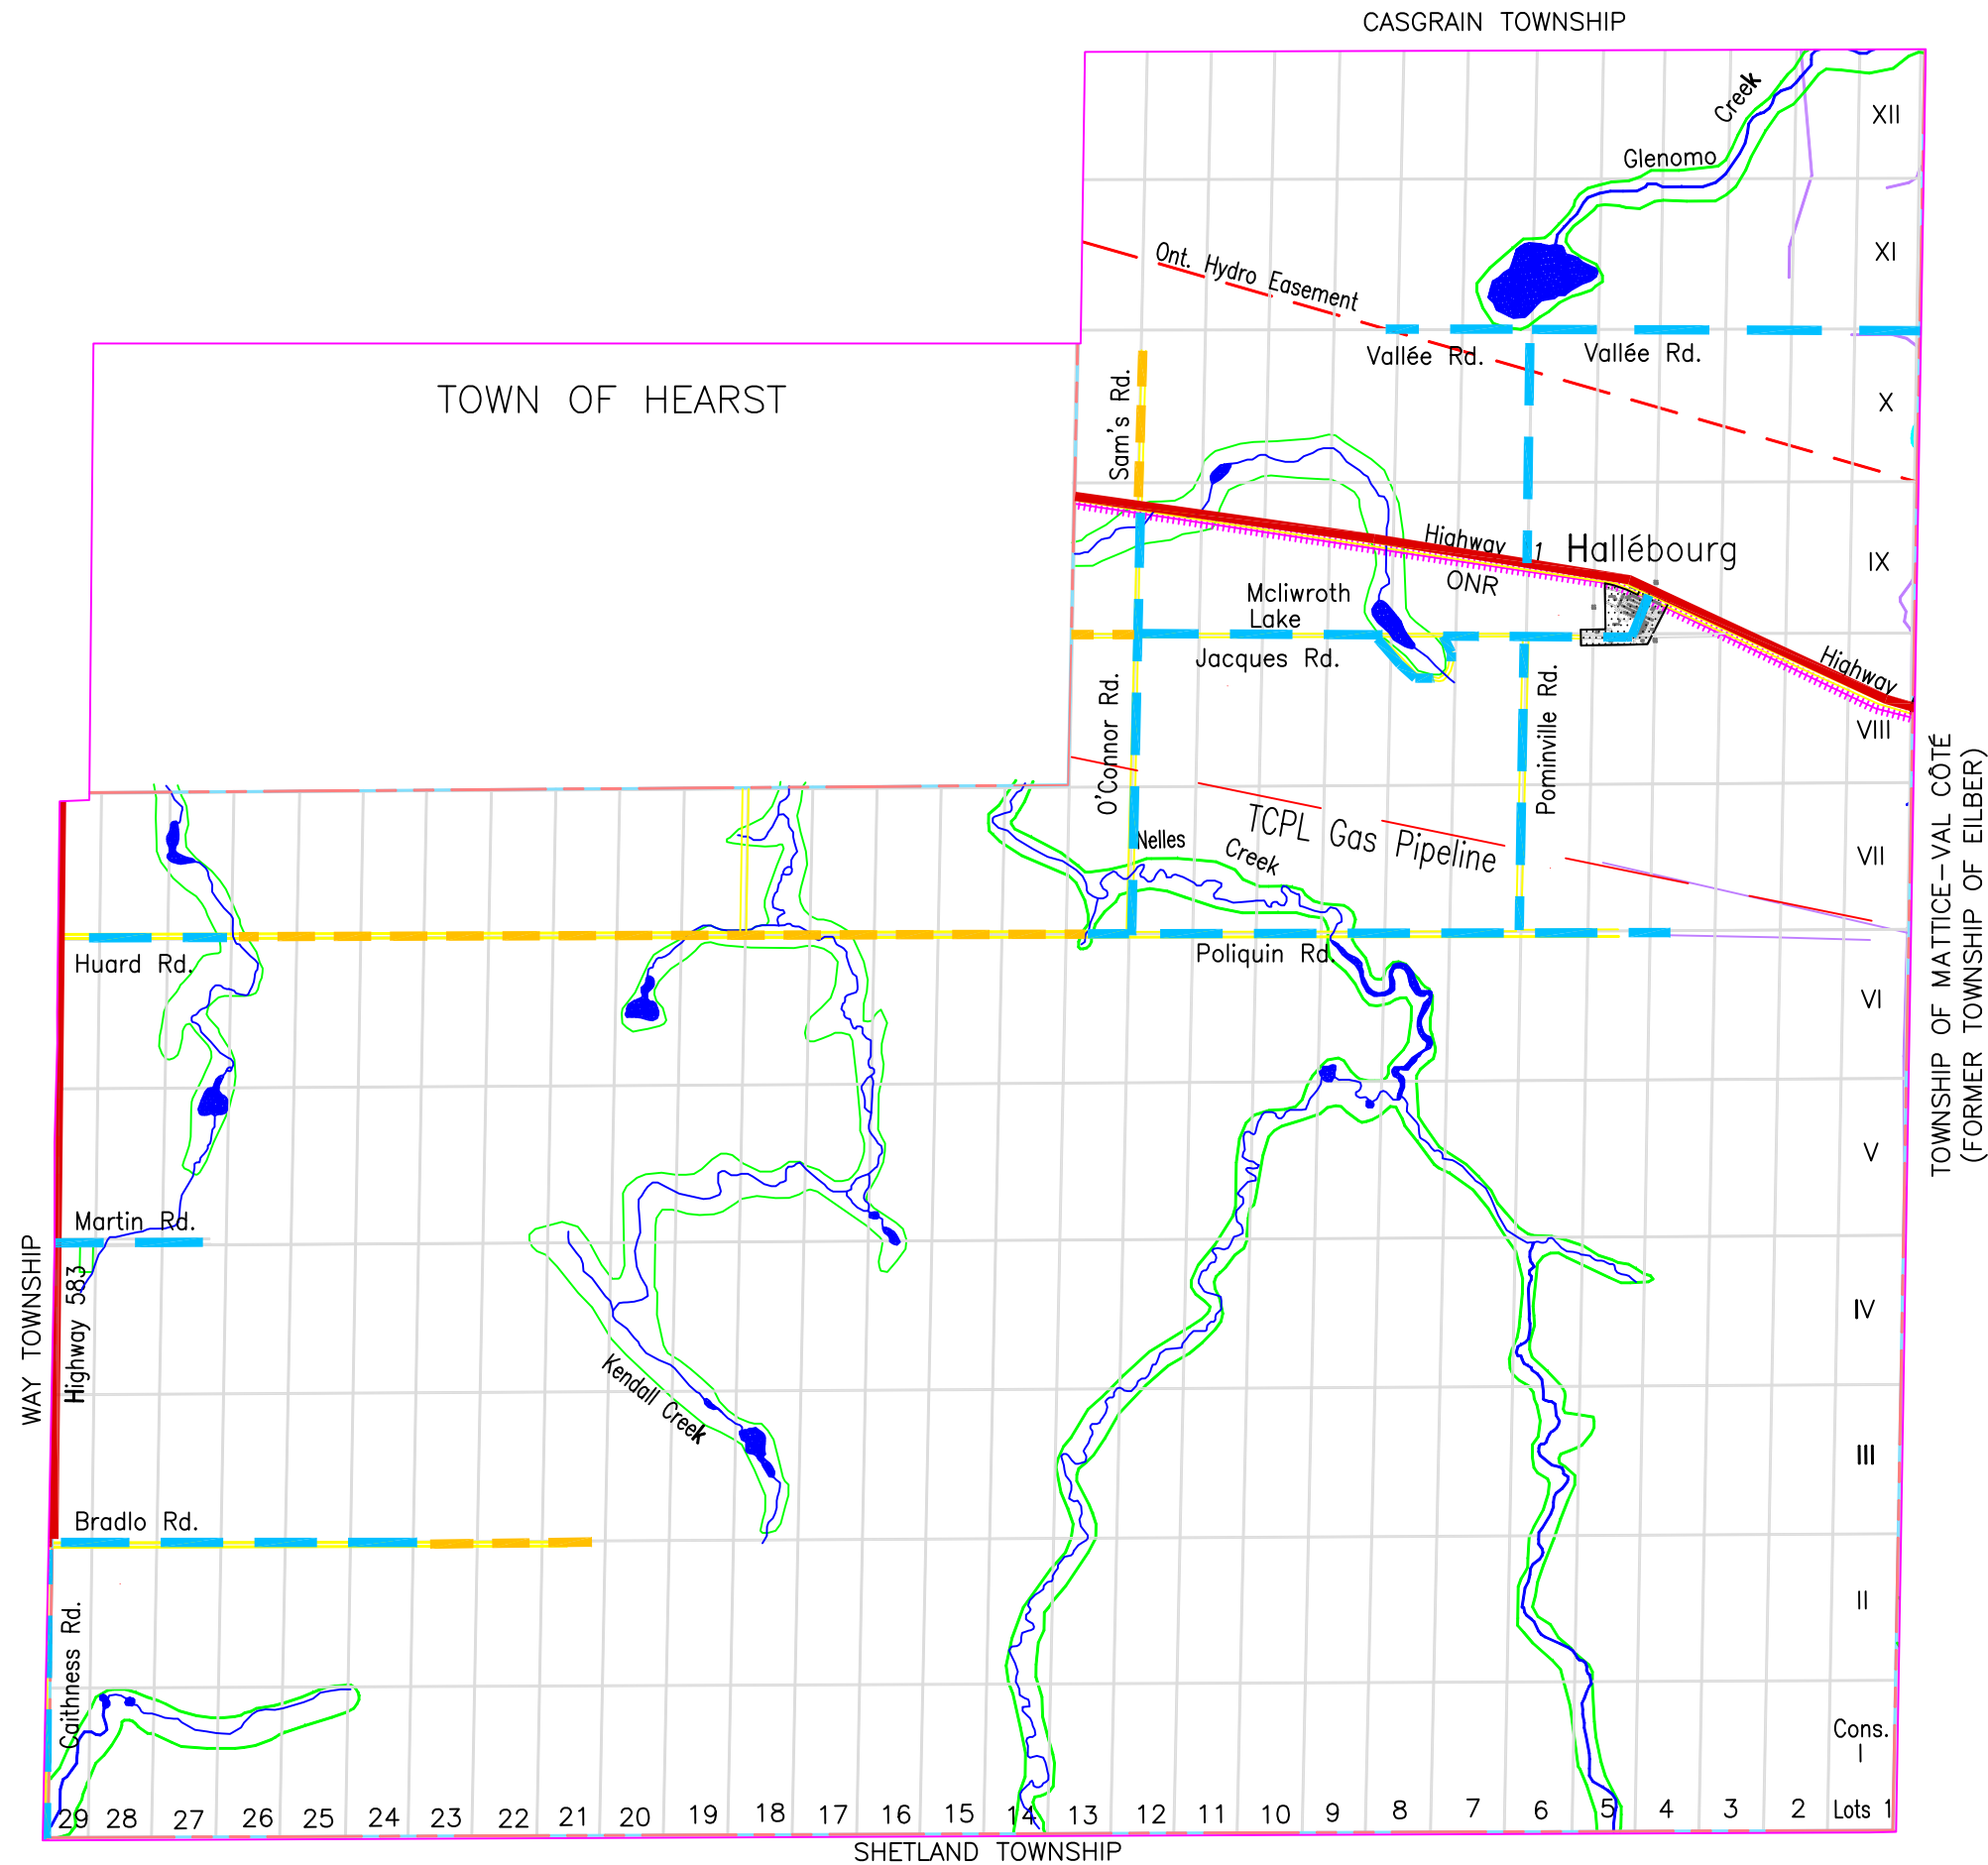 CASGRAIN TOWNSHIP
Creek
XII
Glenomo
Ont. Hydro Easement
XI
Vallée Rd.
Vallée Rd.
TOWN OF HEARST
Sam's Rd.
X
Highway
1
Hallébourg
ONR
IX
Mcliwroth
Lake
Jacques Rd.
Highway
O'Connor Rd.
Pominville Rd.
VIII
TCPL Gas Pipeline
Nelles
Creek
VII
TOWNSHIP OF MATTICE-VAL CÔTÉ
(FORMER TOWNSHIP OF EILBER)
Huard Rd.
Poliquin Rd.
VI
V
Martin Rd.
WAY TOWNSHIP
Highway 583
IV
Kendall Creek
III
Bradlo Rd.
II
Caithness Rd.
Cons.
I
29 28 27 26 25 24 23 22 21 20 19 18 17 16 15 14 13 12 11 10 9 8 7 6 5 4 3 2 Lots 1
SHETLAND TOWNSHIP